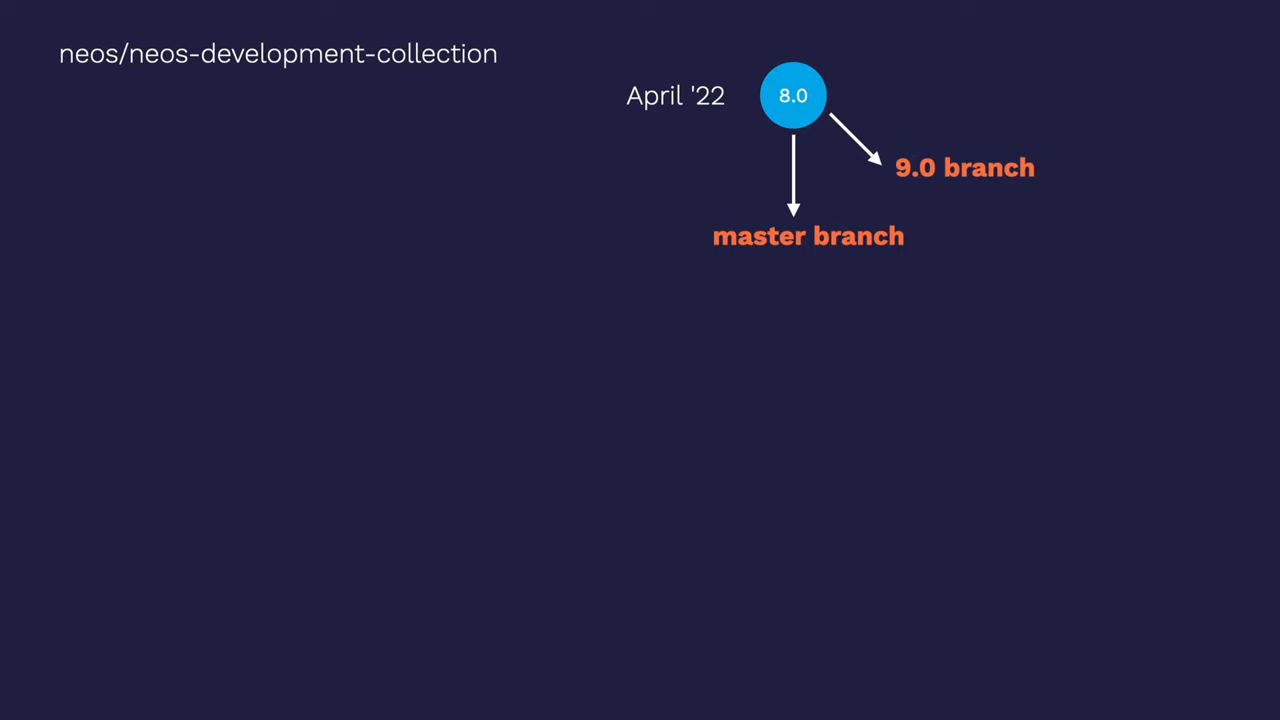 neos/neos-development-collection
April '22
8.0
9.0 branch
master branch